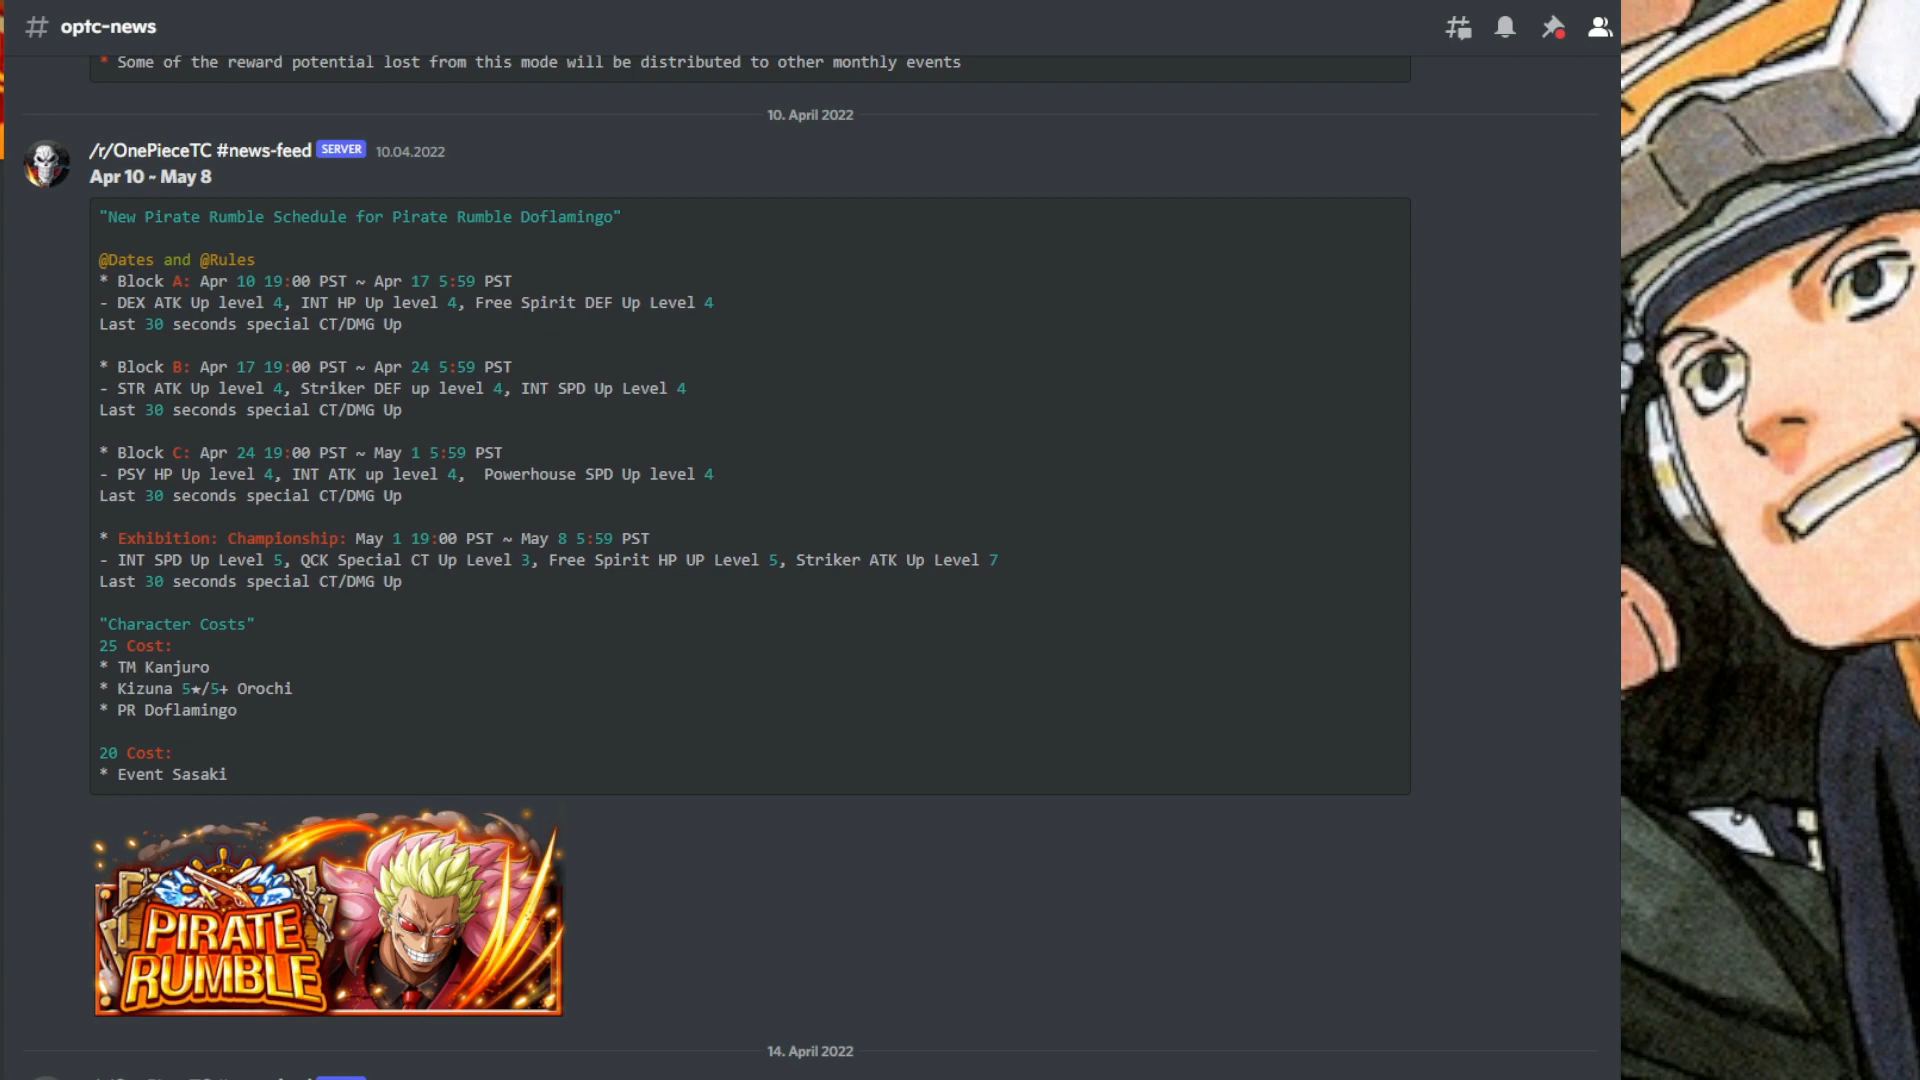 # optc-news
* Some of the reward potential lost from this mode will be distributed to other monthly events
10. April 2022
/r/OnePieceTC #news-feed SERVER 10.04.2022
Apr 10 ~ May 8
"New Pirate Rumble Schedule for Pirate Rumble Doflamingo"
@Dates and @Rules
* Block A: Apr 10 19:00 PST ~ Apr 17 5:59 PST
- DEX ATK Up level 4, INT HP Up level 4, Free Spirit DEF Up Level 4
Last 30 seconds special CT/DMG Up
* Block B: Apr 17 19:00 PST ~ Apr 24 5:59 PST
- STR ATK Up level 4, Striker DEF up level 4, INT SPD Up Level 4
Last 30 seconds special CT/DMG Up
* Block C: Apr 24 19:00 PST ~ May 1 5:59 PST
- PSY HP Up level 4, INT ATK up level 4,  Powerhouse SPD Up level 4
Last 30 seconds special CT/DMG Up
* Exhibition: Championship: May 1 19:00 PST ~ May 8 5:59 PST
- INT SPD Up Level 5, QCK Special CT Up Level 3, Free Spirit HP UP Level 5, Striker ATK Up Level 7
Last 30 seconds special CT/DMG Up
"Character Costs"
25 Cost:
* TM Kanjuro
* Kizuna 5★/5+ Orochi
* PR Doflamingo
20 Cost:
* Event Sasaki
PIRATE
RUMBLE
14. April 2022